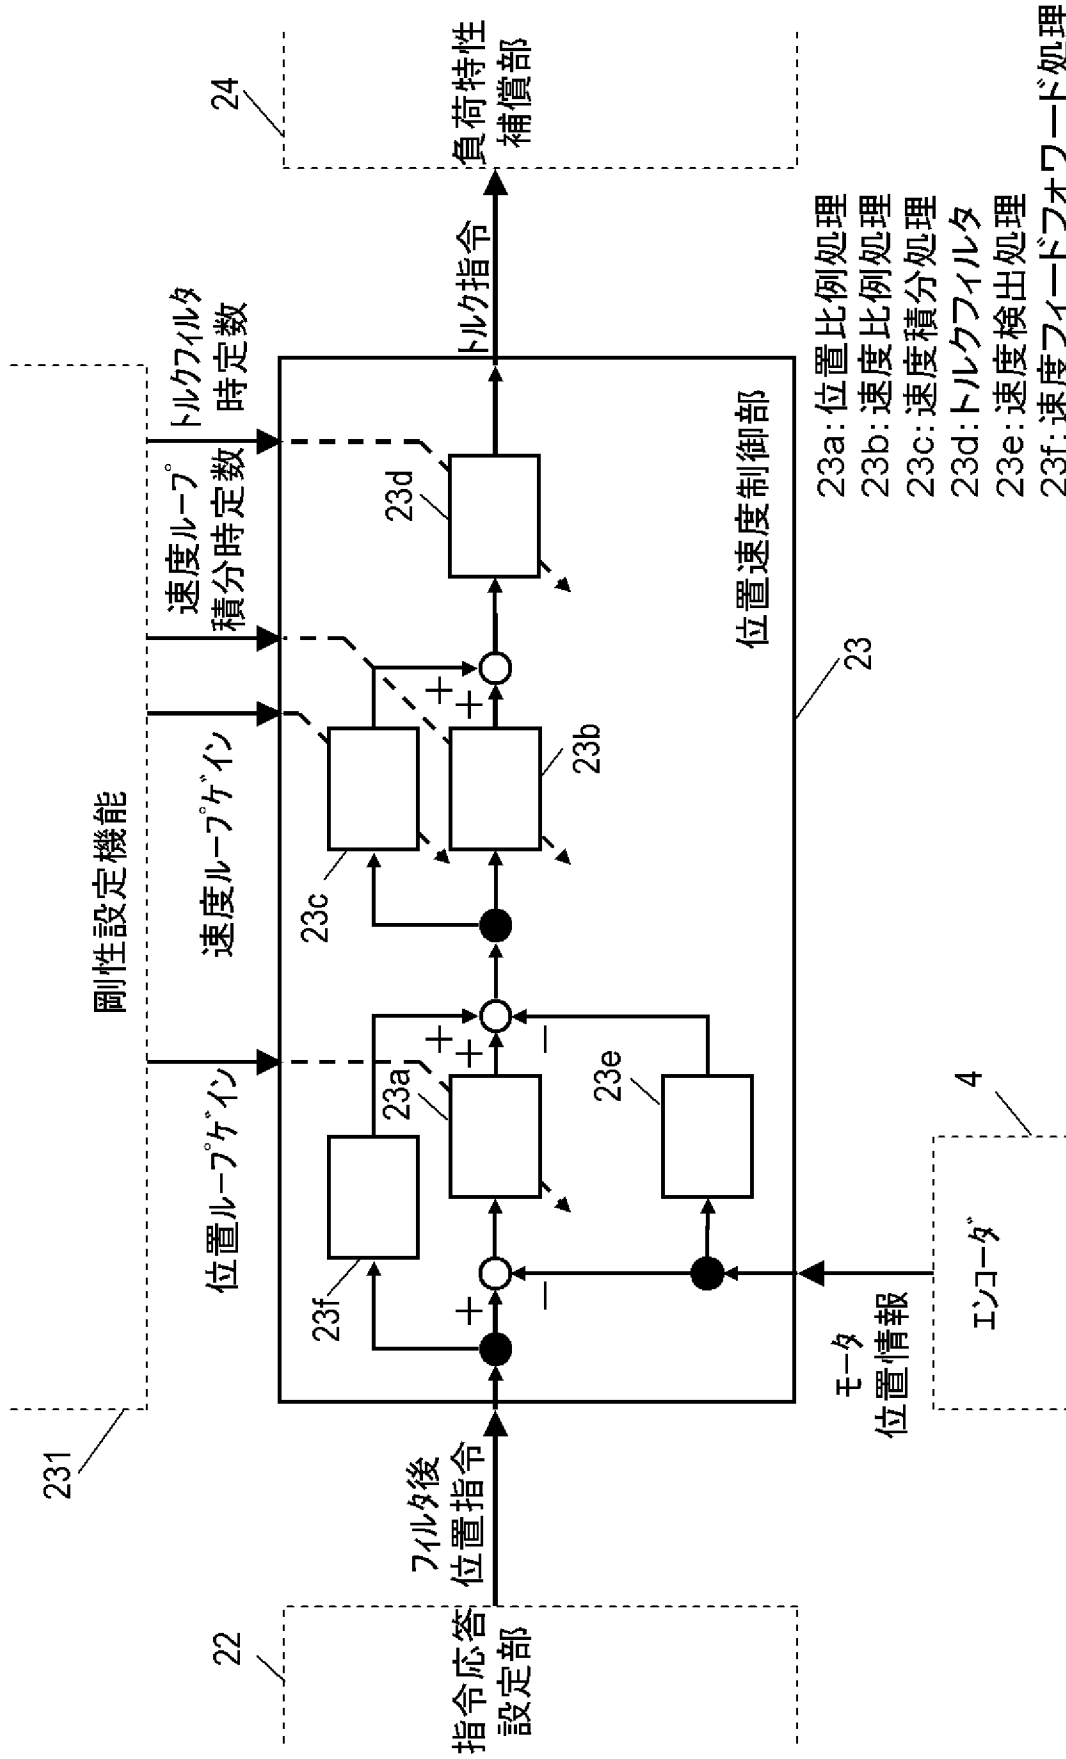 231
剛性設定機能
位置ループゲイン
速度ループゲイン
速度ループ
積分時定数
トルクフィルタ
時定数
22
指令応答
設定部
フィルタ後
位置指令
23f
23a
+
−
+
+
−
23e
23c
23b
+
+
23d
トルク指令
24
負荷特性
補償部
位置速度制御部
23
モータ
位置情報
エンコーダ
4
23a:位置比例処理
23b:速度比例処理
23c:速度積分処理
23d:トルクフィルタ
23e:速度検出処理
23f:速度フィードフォワード処理